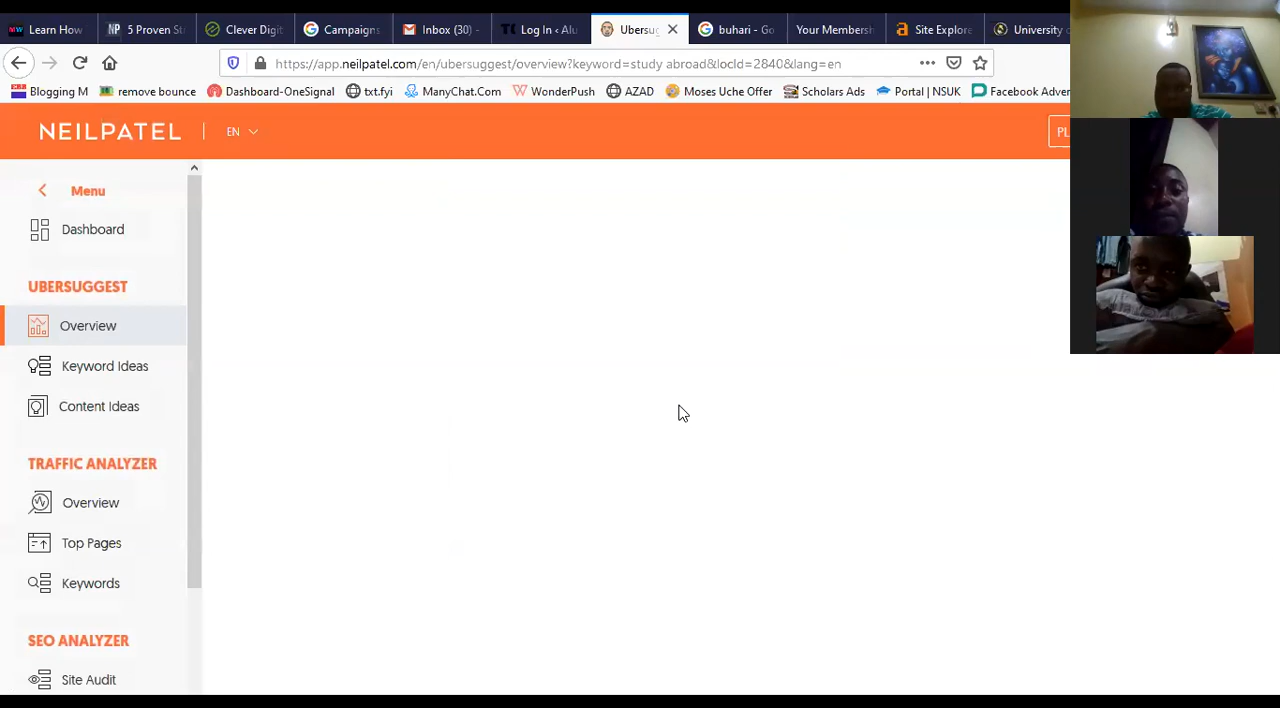 Learn How
5 Proven St
Clever Digi
Campaigns
Inbox (30) -
Log In ‹ Alu
Ubersug
buhari - Go
Your Membersh
Site Explore
University o
https://app.neilpatel.com/en/ubersuggest/overview?keyword=study abroad&locId=2840&lang=en
Blogging M
remove bounce
Dashboard-OneSignal
txt.fyi
ManyChat.Com
WonderPush
AZAD
Moses Uche Offer
Scholars Ads
Portal | NSUK
Facebook Adver
NEILPATEL
EN
PL
Menu
Dashboard
UBERSUGGEST
Overview
Keyword Ideas
Content Ideas
TRAFFIC ANALYZER
Overview
Top Pages
Keywords
SEO ANALYZER
Site Audit